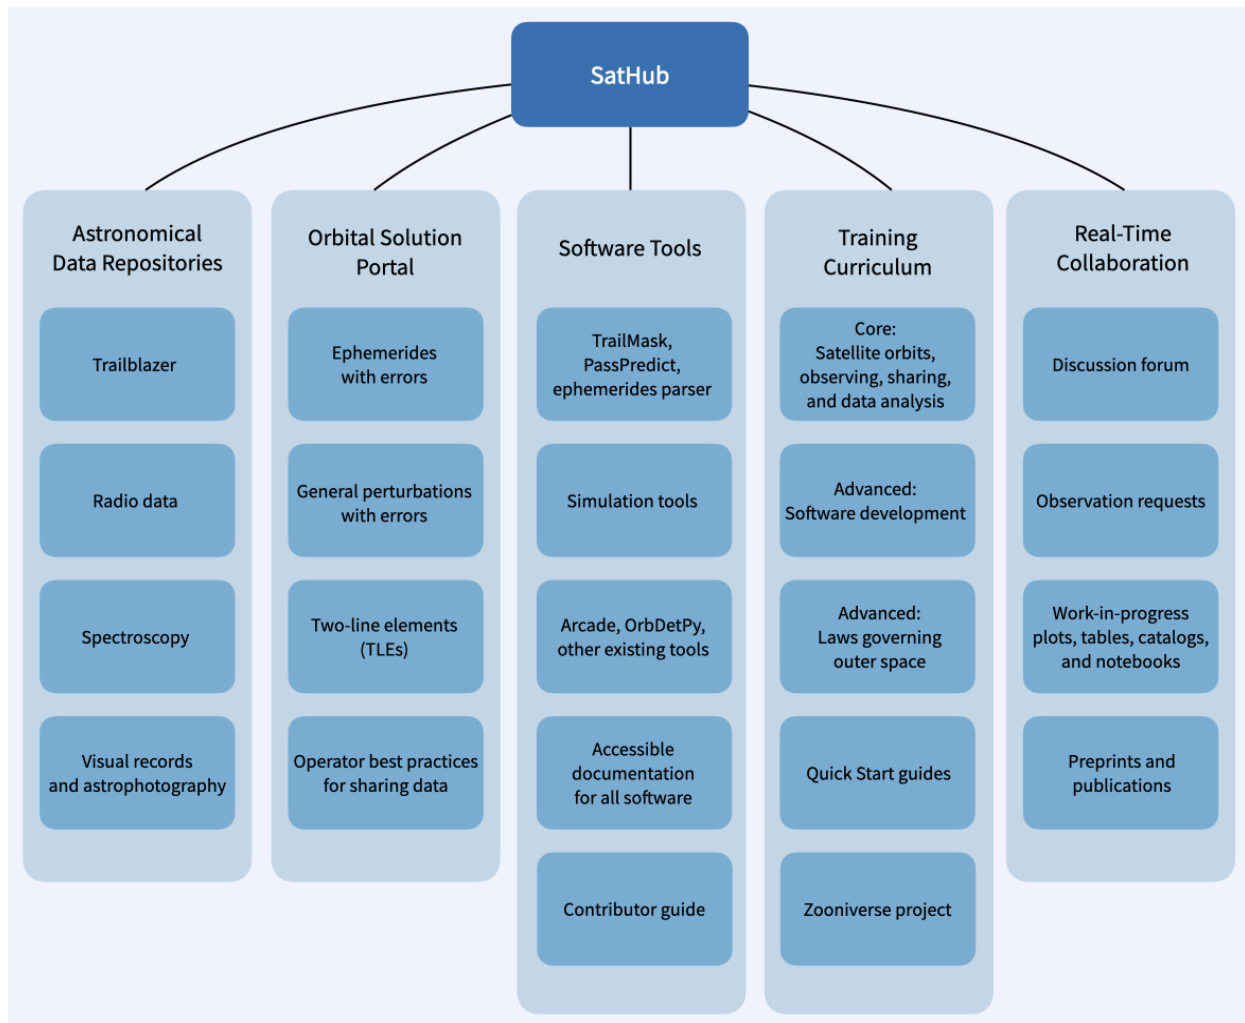 SatHub
Astronomical
Data Repositories
Trailblazer
Radio data
Spectroscopy
Visual records
and astrophotography
Orbital Solution
Portal
Ephemerides
with errors
General perturbations
with errors
Two-line elements
(TLEs)
Operator best practices
for sharing data
Software Tools
TrailMask,
PassPredict,
ephemerides parser
Simulation tools
Arcade, OrbDetPy,
other existing tools
Accessible
documentation
for all software
Contributor guide
Training
Curriculum
Core:
Satellite orbits,
observing, sharing,
and data analysis
Advanced:
Software development
Advanced:
Laws governing
outer space
Quick Start guides
Zooniverse project
Real-Time
Collaboration
Discussion forum
Observation requests
Work-in-progress
plots, tables, catalogs,
and notebooks
Preprints and
publications